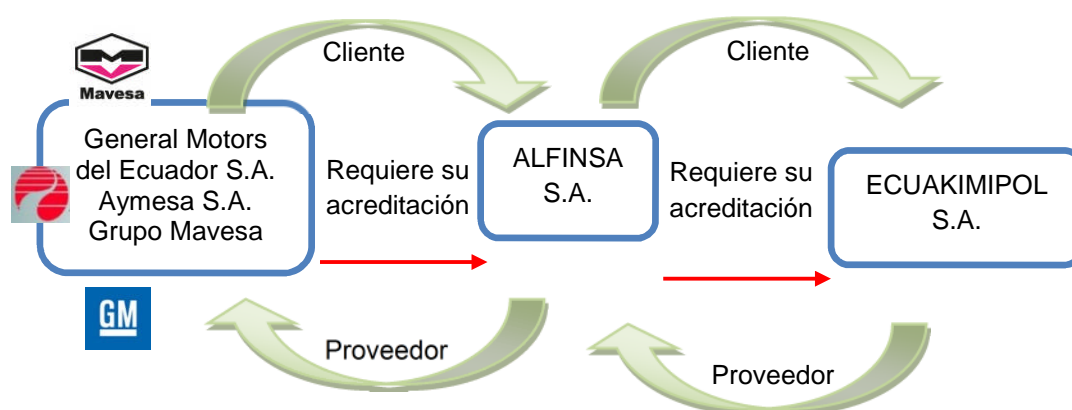 Cliente
Cliente
Mavesa
General Motors
del Ecuador S.A.
Aymesa S.A.
Grupo Mavesa
Requiere su
acreditación
ALFINSA
S.A.
Requiere su
acreditación
ECUAKIMIPOL
S.A.
GM
Proveedor
Proveedor